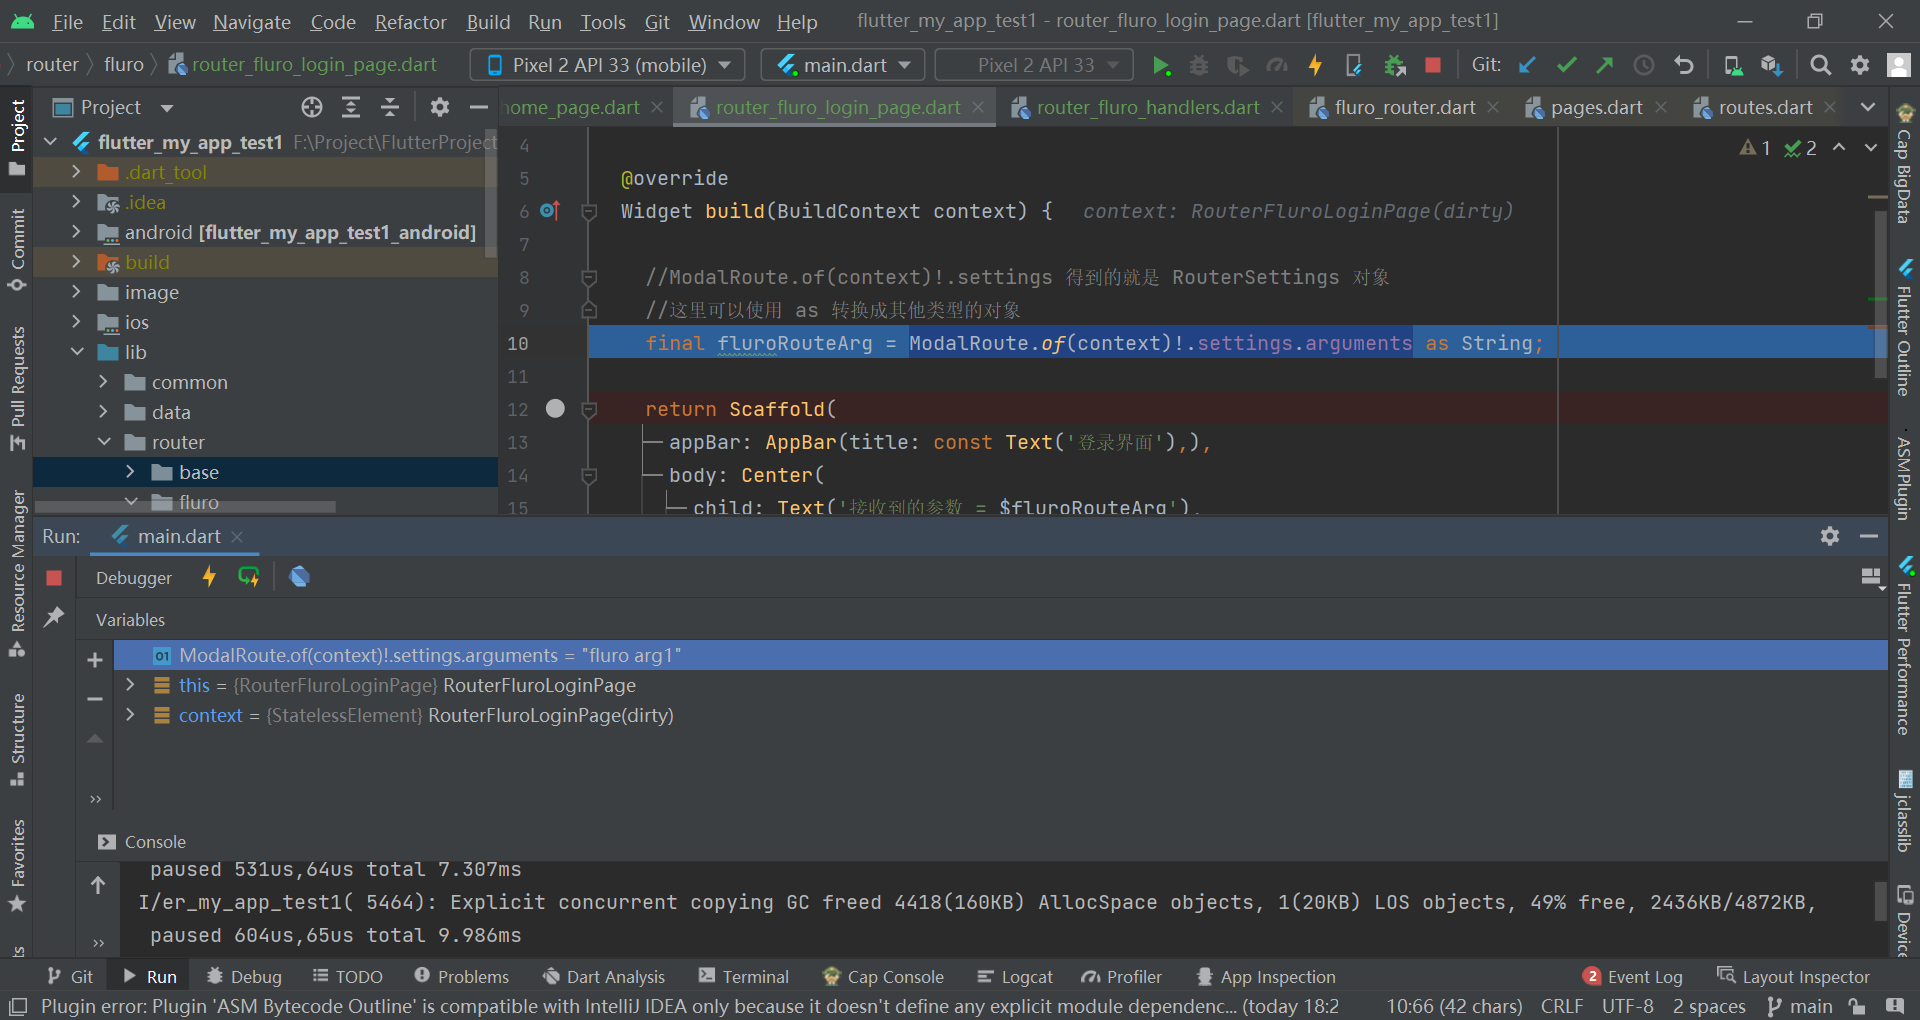 File Edit View Navigate Code Refactor Build Run Tools Git Window Help flutter_my_app_test1 - router_fluro_login_page.dart [flutter_my_app_test1]
router fluro router_fluro_login_page.dart Pixel 2 API 33 (mobile) main.dart Pixel 2 API 33 Git:
Project
home_page.dart router_fluro_login_page.dart router_fluro_handlers.dart fluro_router.dart pages.dart routes.dart
flutter_my_app_test1 F:\Project\FlutterProject
.dart_tool
.idea
android [flutter_my_app_test1_android]
build
image
ios
lib
common
data
router
base
fluro
1 2
4
5 @override
6 Widget build(BuildContext context) { context: RouterFluroLoginPage(dirty)
7
8 //ModalRoute.of(context)!.settings 得到的就是 RouterSettings 对象
9 //这里可以使用 as 转换成其他类型的对象
10 final fluroRouteArg = ModalRoute.of(context)!.settings.arguments as String;
11
12 return Scaffold(
13 appBar: AppBar(title: const Text('登录界面'),),
14 body: Center(
15 child: Text('接收到的参数 = $fluroRouteArg'),
Project
Commit
Pull Requests
Resource Manager
Structure
Favorites
Cap BigData
Flutter Outline
ASMPlugin
Flutter Performance
jclasslib
Device
Run: main.dart
Debugger
Variables
ModalRoute.of(context)!.settings.arguments = "fluro arg1"
this = {RouterFluroLoginPage} RouterFluroLoginPage
context = {StatelessElement} RouterFluroLoginPage(dirty)
Console
paused 531us,64us total 7.307ms
I/er_my_app_test1( 5464): Explicit concurrent copying GC freed 4418(160KB) AllocSpace objects, 1(20KB) LOS objects, 49% free, 2436KB/4872KB,
paused 604us,65us total 9.986ms
Git Run Debug TODO Problems Dart Analysis Terminal Cap Console Logcat Profiler App Inspection 2 Event Log Layout Inspector
Plugin error: Plugin 'ASM Bytecode Outline' is compatible with IntelliJ IDEA only because it doesn't define any explicit module dependenc... (today 18:2 10:66 (42 chars) CRLF UTF-8 2 spaces main